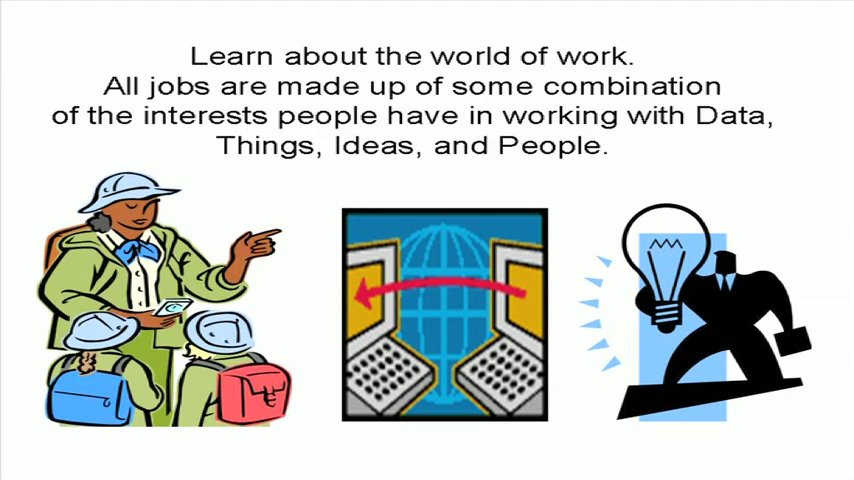 Learn about the world of work.
All jobs are made up of some combination
of the interests people have in working with Data,
Things, Ideas, and People.